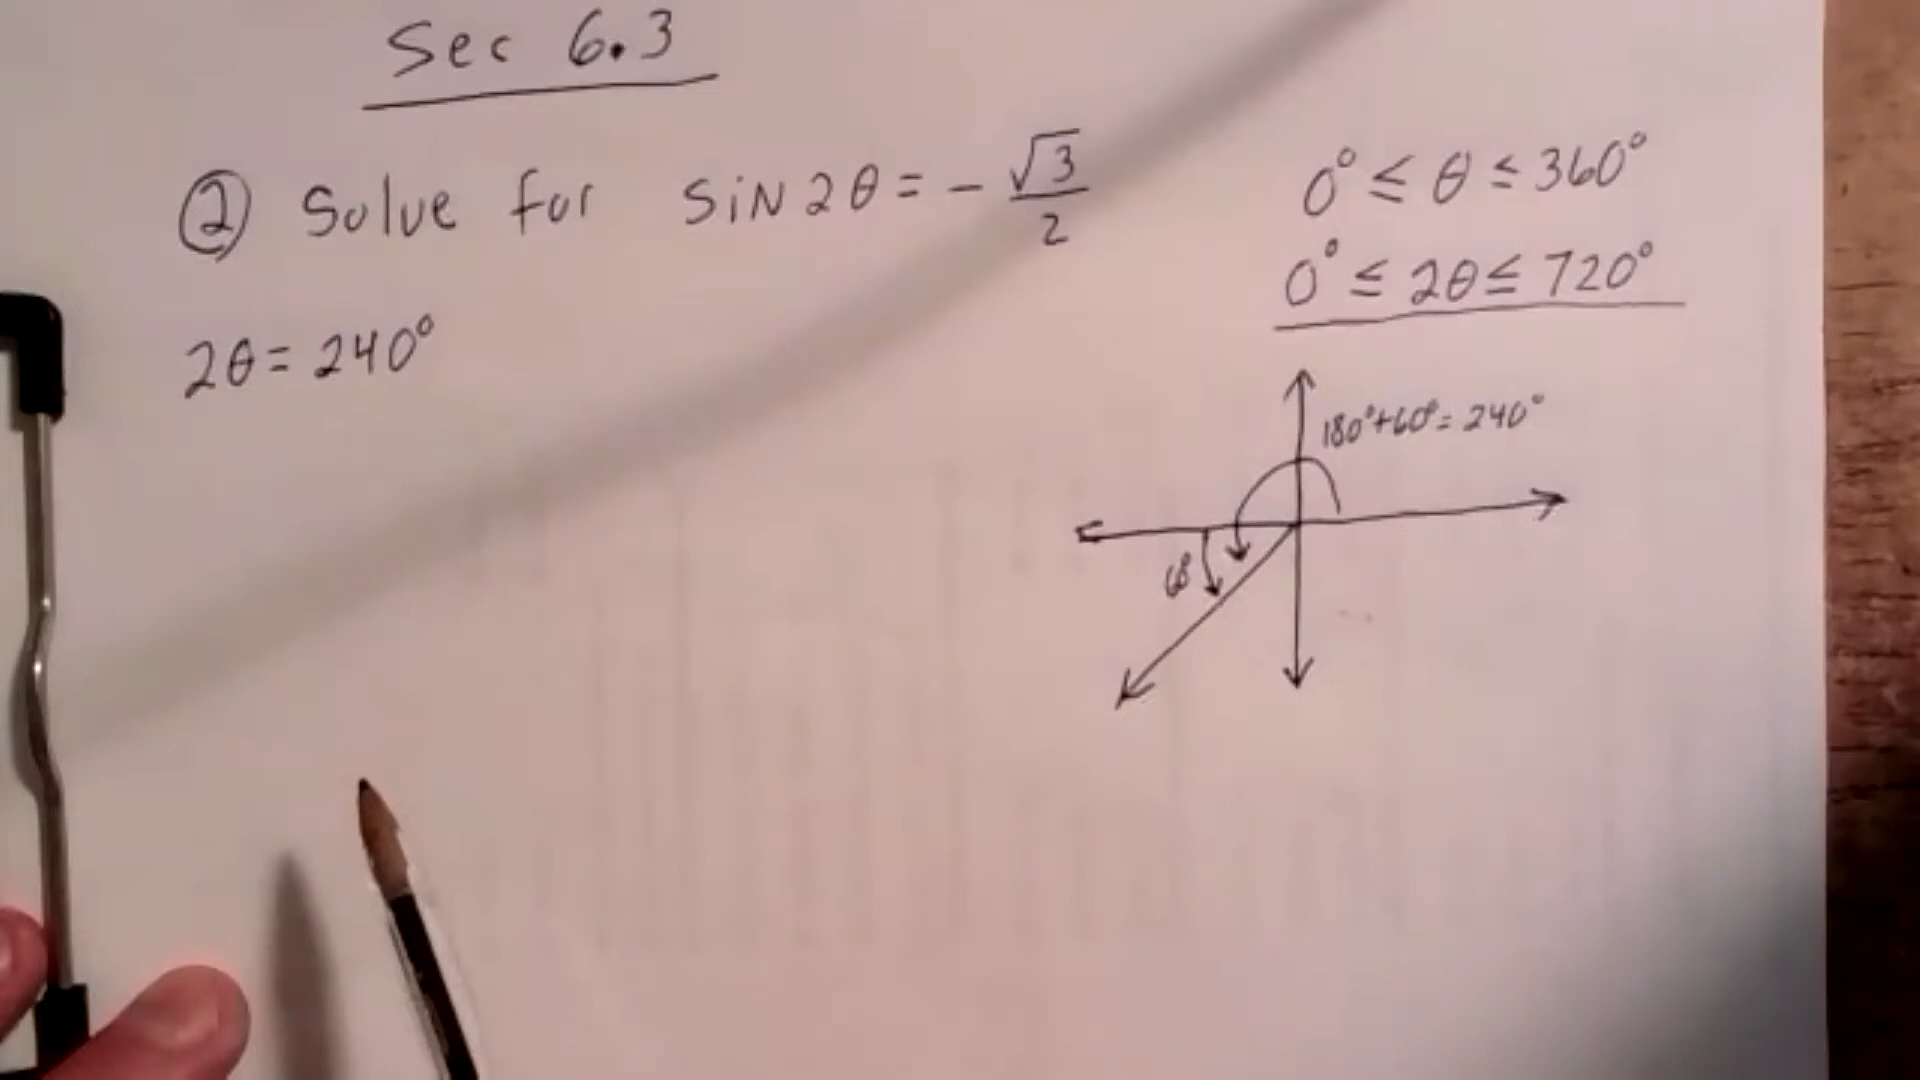 Sec 6.3
② Solve for sin 2θ = - √3/2
0° ≤ θ ≤ 360°
0° ≤ 2θ ≤ 720°
2θ = 240°
180° + 60° = 240°
60°